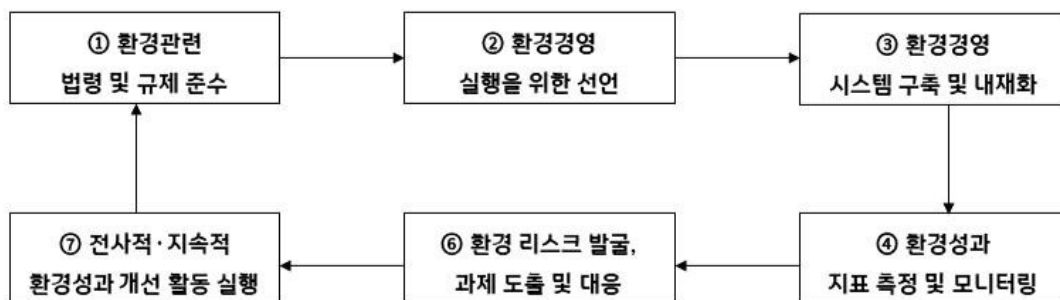 ① 환경관련
법령 및 규제 준수
② 환경경영
실행을 위한 선언
③ 환경경영
시스템 구축 및 내재화
④ 환경성과
지표 측정 및 모니터링
⑥ 환경 리스크 발굴,
과제 도출 및 대응
⑦ 전사적·지속적
환경성과 개선 활동 실행